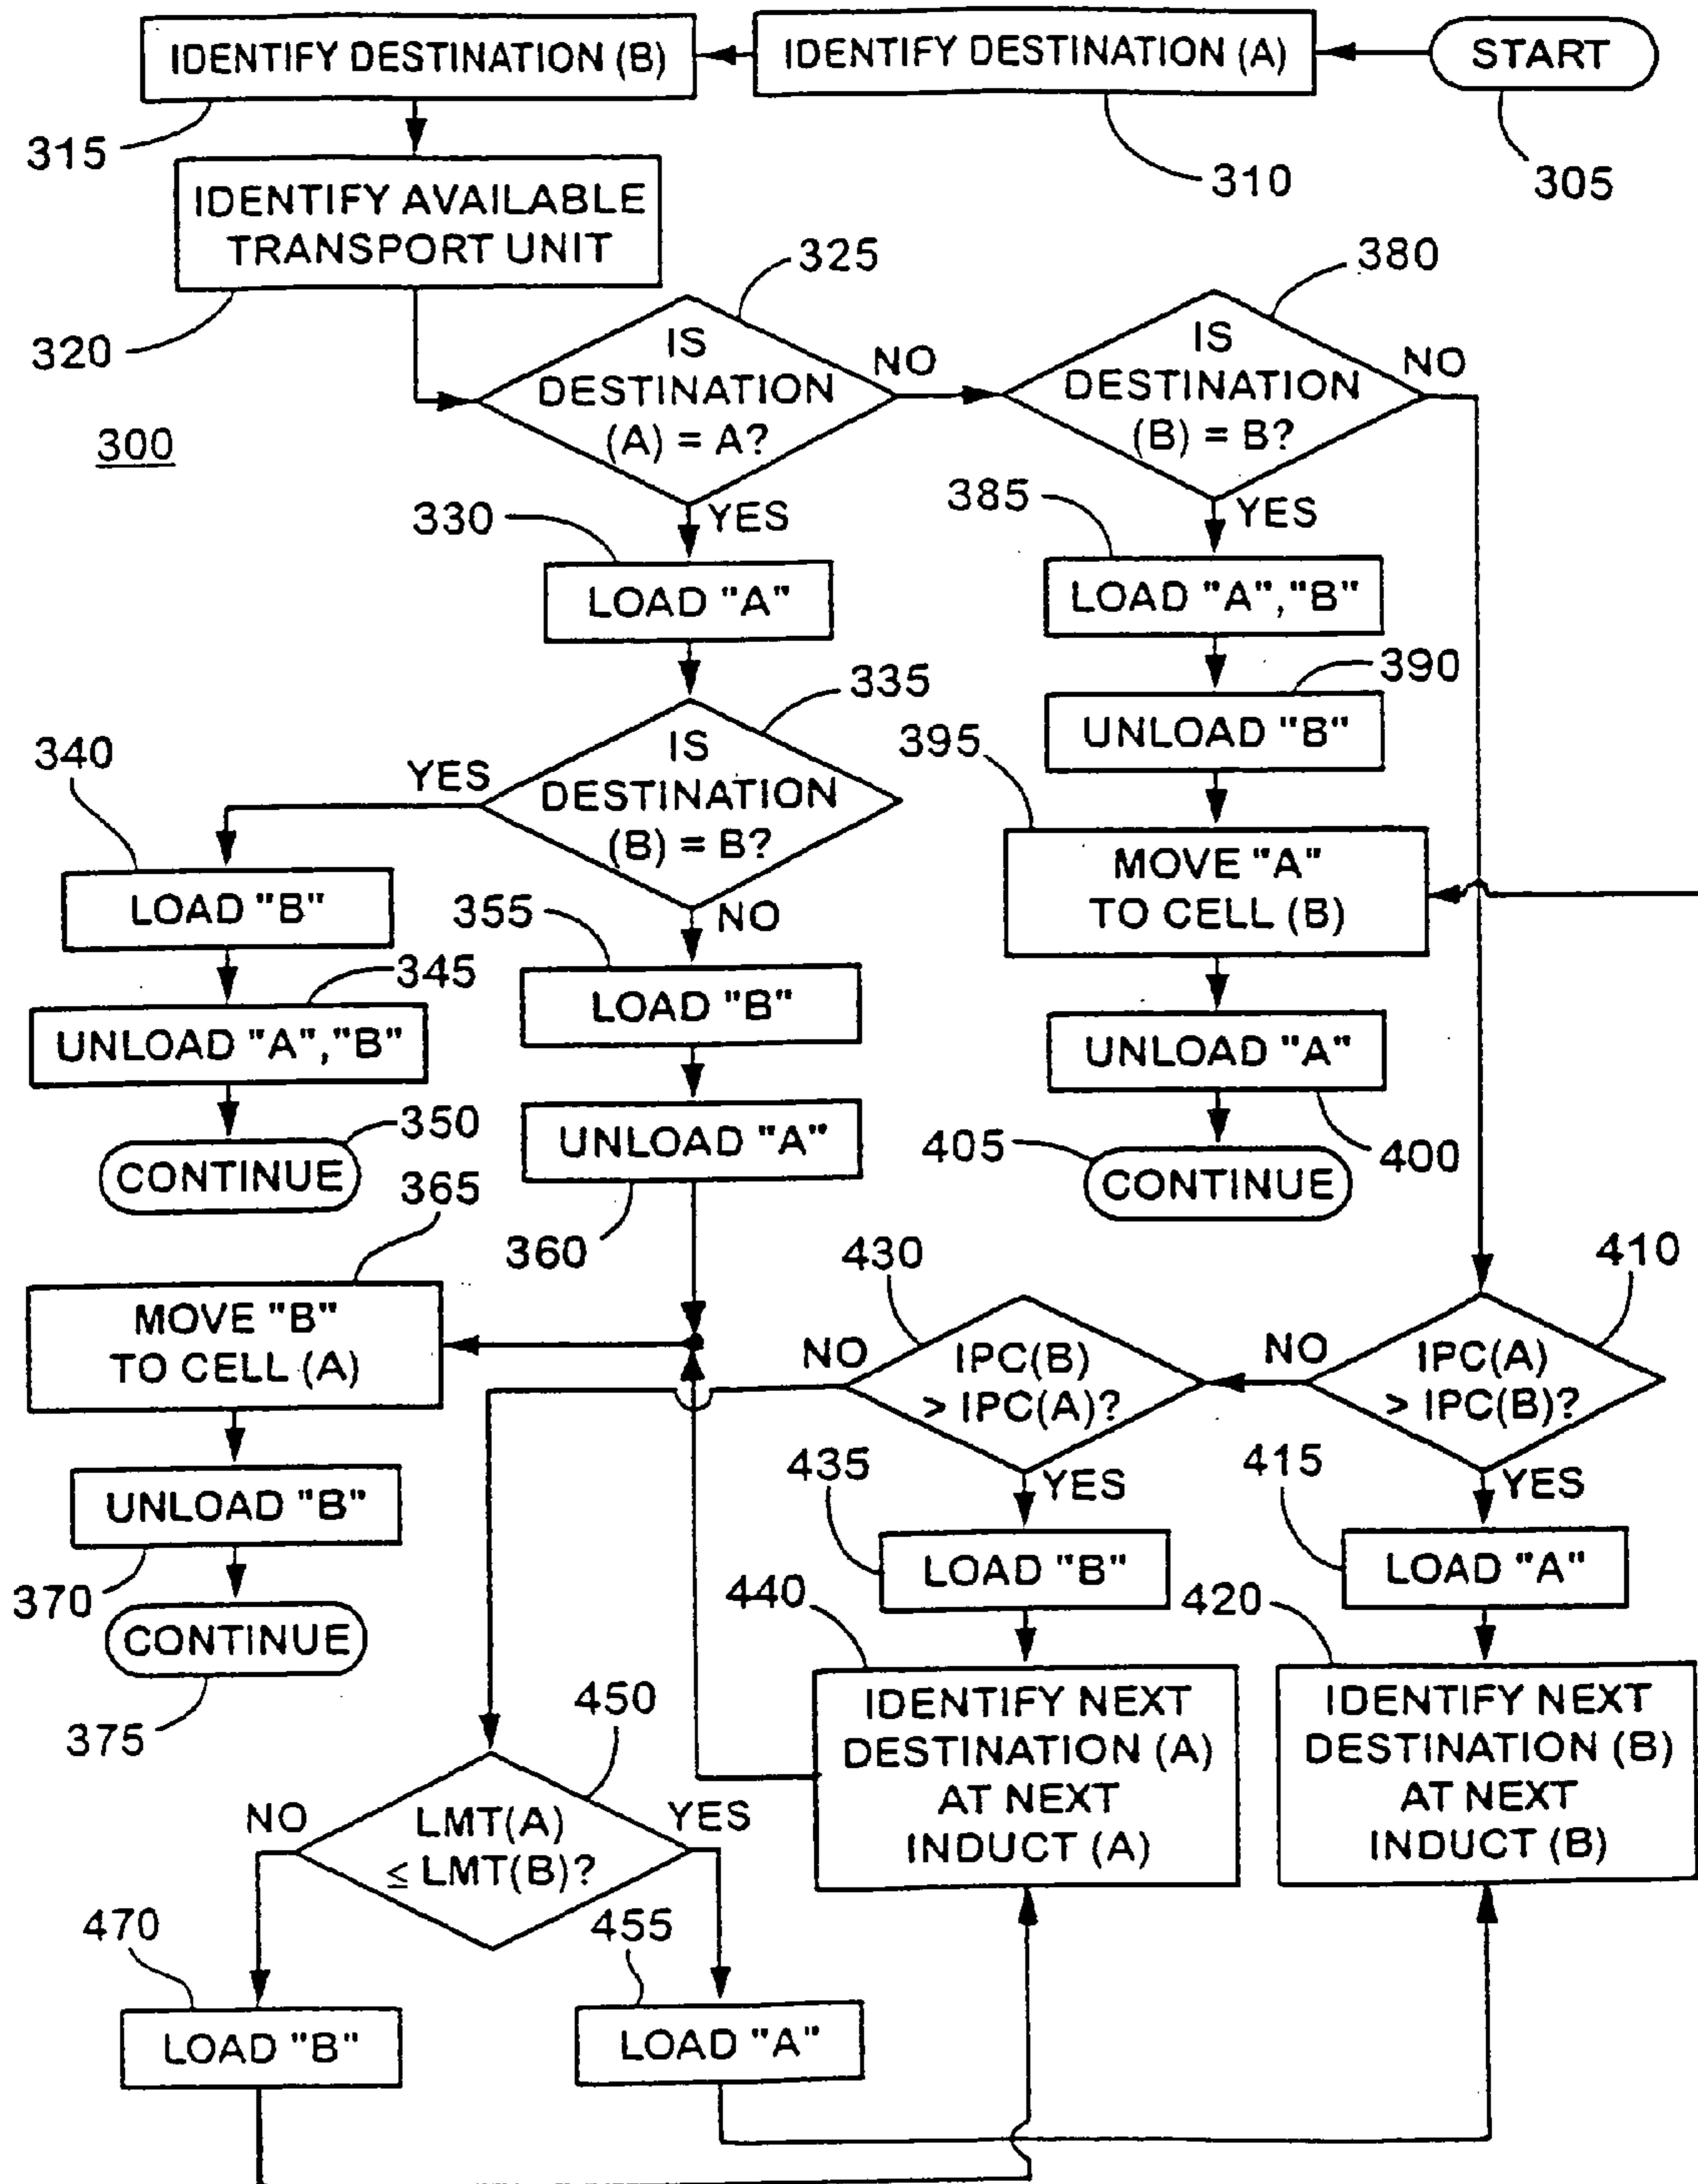 START
305
IDENTIFY DESTINATION (A)
310
IDENTIFY DESTINATION (B)
315
IDENTIFY AVAILABLE
TRANSPORT UNIT
320
300
325
IS
DESTINATION
(A) = A?
NO
YES
380
IS
DESTINATION
(B) = B?
NO
YES
330
LOAD "A"
335
IS
DESTINATION
(B) = B?
YES
NO
340
LOAD "B"
345
UNLOAD "A","B"
350
CONTINUE
355
LOAD "B"
UNLOAD "A"
360
365
MOVE "B"
TO CELL (A)
UNLOAD "B"
370
CONTINUE
375
385
LOAD "A","B"
390
UNLOAD "B"
395
MOVE "A"
TO CELL (B)
UNLOAD "A"
400
405
CONTINUE
410
IPC(A)
> IPC(B)?
NO
YES
415
LOAD "A"
420
IDENTIFY NEXT
DESTINATION (B)
AT NEXT
INDUCT (B)
430
IPC(B)
> IPC(A)?
NO
YES
435
LOAD "B"
440
IDENTIFY NEXT
DESTINATION (A)
AT NEXT
INDUCT (A)
450
LMT(A)
≤ LMT(B)?
NO
YES
470
LOAD "B"
455
LOAD "A"